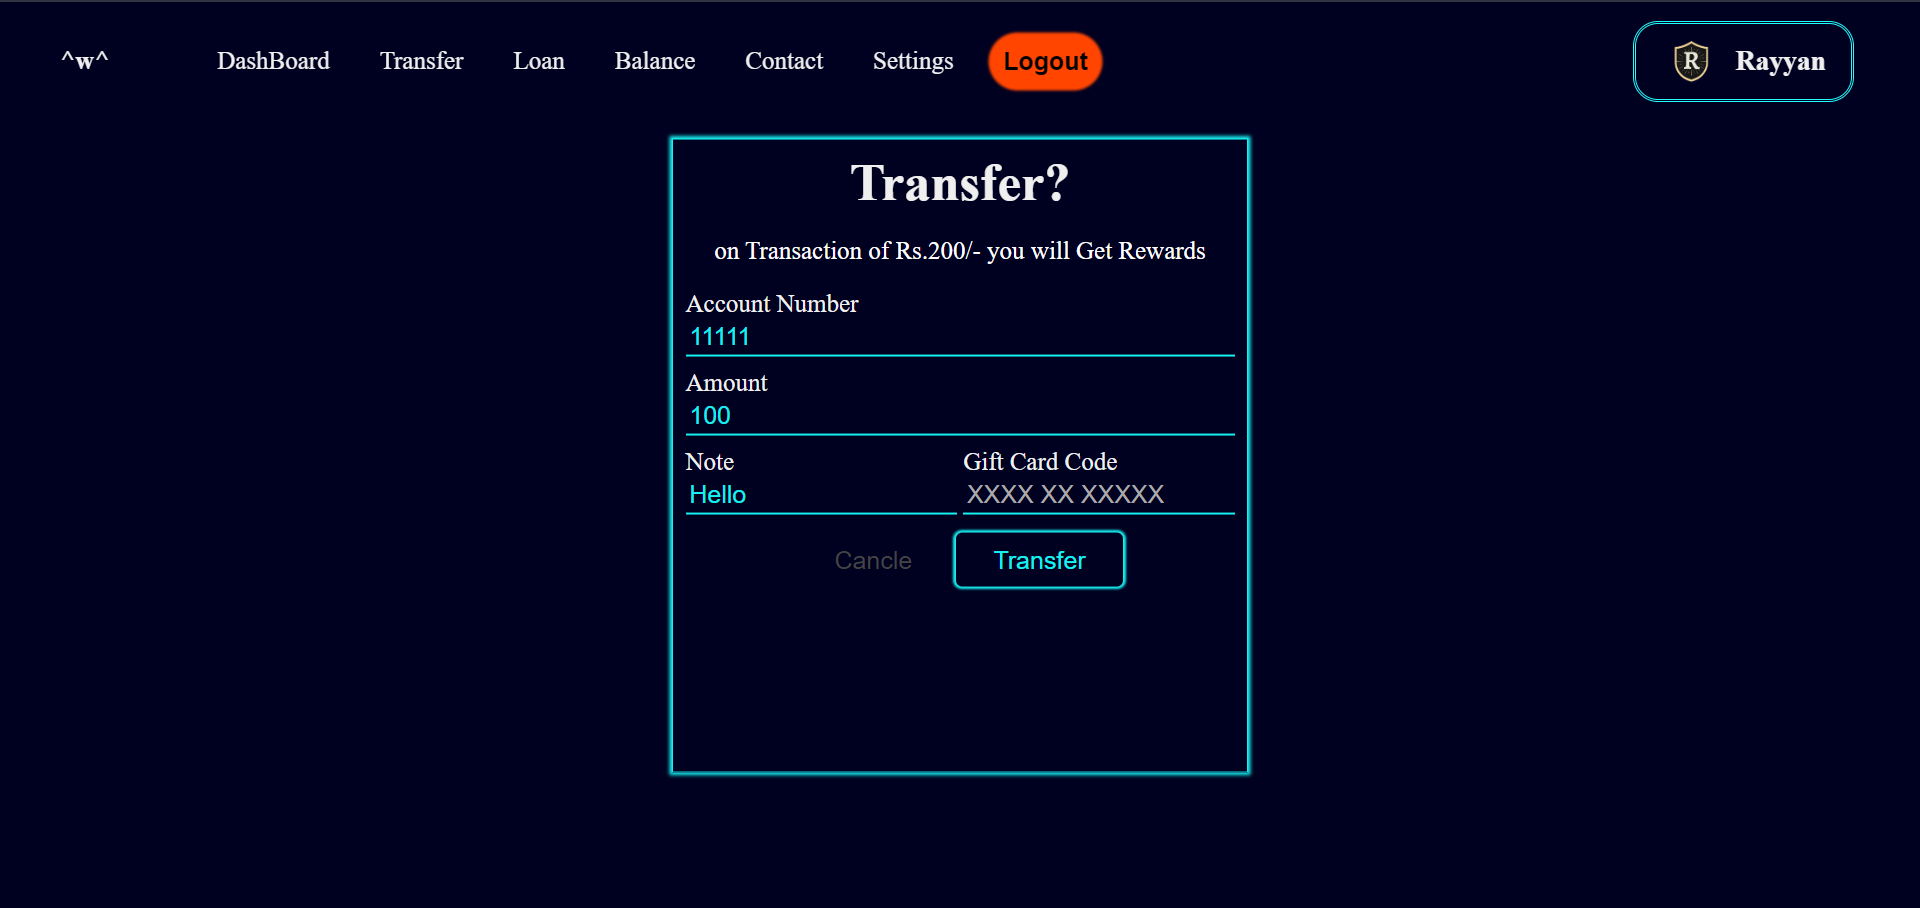 ^w^ DashBoard Transfer Loan Balance Contact Settings Logout R Rayyan
Transfer?
on Transaction of Rs.200/- you will Get Rewards
Account Number
11111
Amount
100
Note Gift Card Code
Hello XXXX XX XXXXX
Cancle Transfer